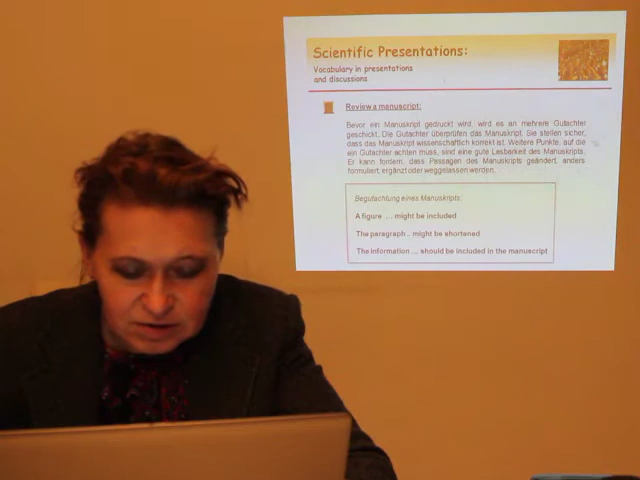 Scientific Presentations:
Vocabulary in presentations
and discussions
Review a manuscript:
Bevor ein Manuskript gedruckt wird, wird es an mehrere Gutachter
geschickt. Die Gutachter überprüfen das Manuskript. Sie stellen sicher,
dass das Manuskript wissenschaftlich korrekt ist. Weitere Punkte, auf die
ein Gutachter achten muss, sind eine gute Lesbarkeit des Manuskripts.
Er kann fordern, dass Passagen des Manuskripts geändert, anders
formuliert, ergänzt oder weggelassen werden.
Begutachtung eines Manuskripts:
A figure … might be included
The paragraph .. might be shortened
The information … should be included in the manuscript